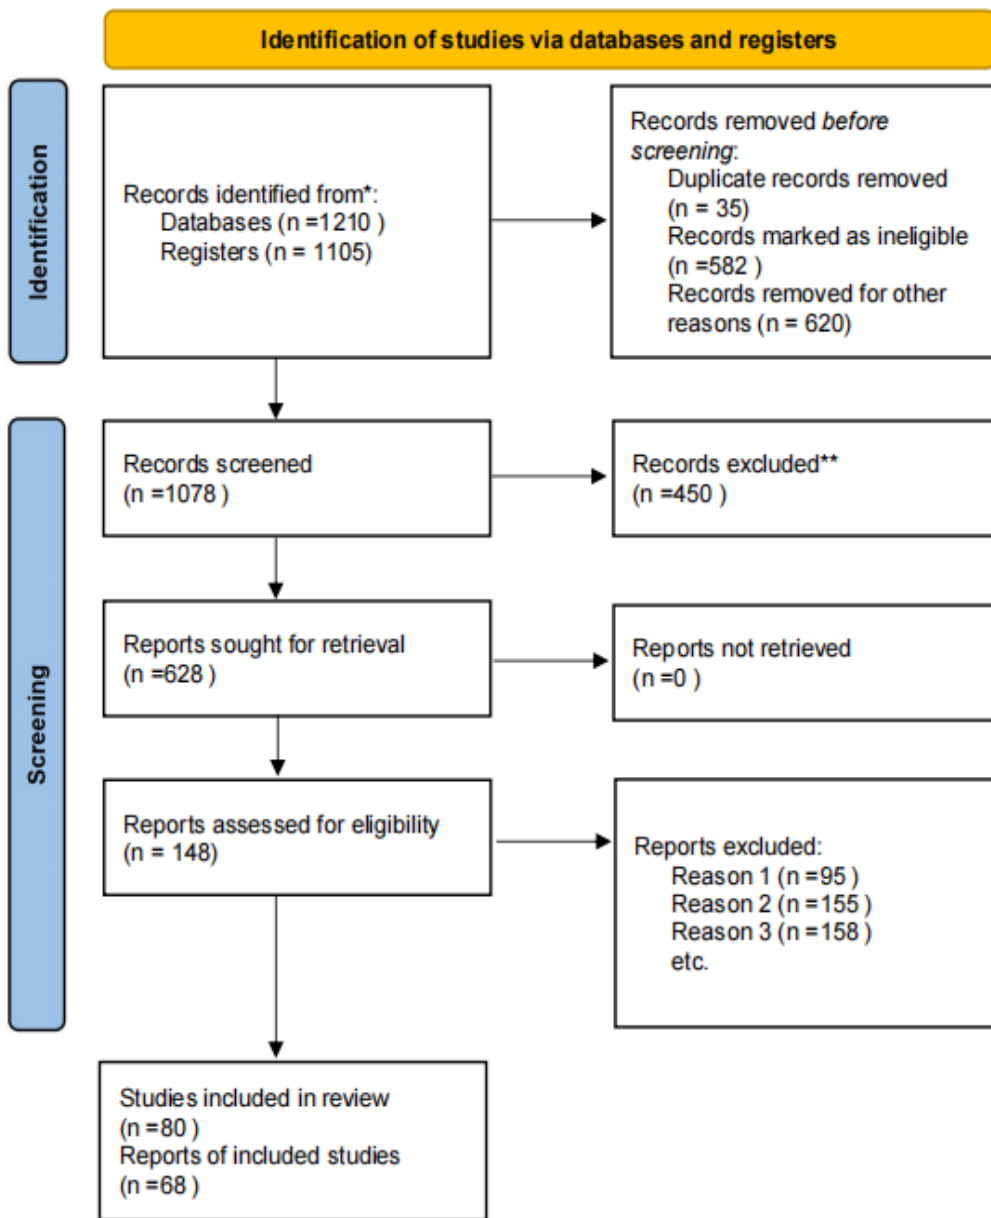 Identification of studies via databases and registers
Identification
Records identified from*:
Databases (n =1210 )
Registers (n = 1105)
Records removed before
screening:
Duplicate records removed
(n = 35)
Records marked as ineligible
(n =582 )
Records removed for other
reasons (n = 620)
Screening
Records screened
(n =1078 )
Records excluded**
(n =450 )
Reports sought for retrieval
(n =628 )
Reports not retrieved
(n =0 )
Reports assessed for eligibility
(n = 148)
Reports excluded:
Reason 1 (n =95 )
Reason 2 (n =155 )
Reason 3 (n =158 )
etc.
Studies included in review
(n =80 )
Reports of included studies
(n =68 )